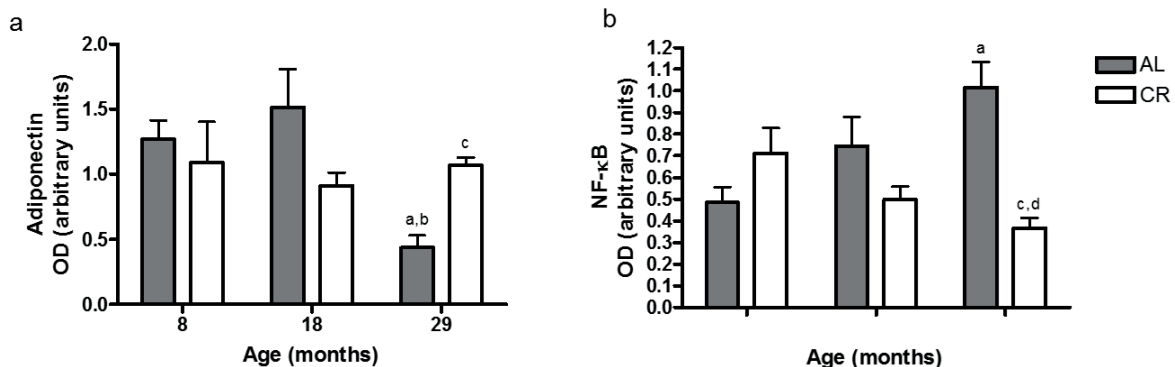 a
2.0
1.5
1.0
0.5
0.0
Adiponectin
OD (arbitrary units)
a,b
c
8 18 29
Age (months)
b
1.2
1.1
1.0
0.9
0.8
0.7
0.6
0.5
0.4
0.3
0.2
0.1
0.0
NF-κB
OD (arbitrary units)
a
c,d
Age (months)
AL
CR